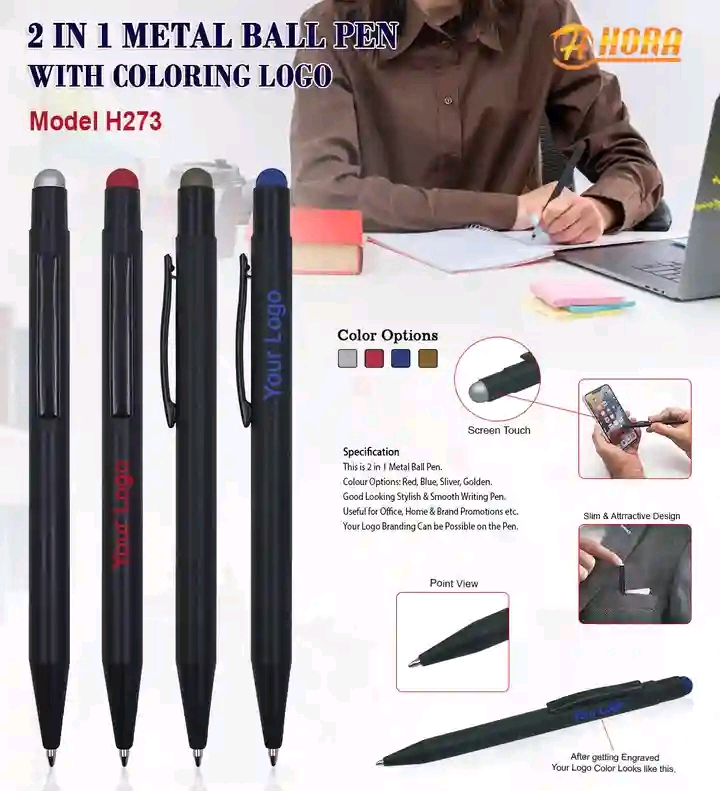 2 IN 1 METAL BALL PEN
WITH COLORING LOGO
HORA
Model H273
Your Logo
Your Logo
Color Options
Screen Touch
Specification
This is 2 in 1 Metal Ball Pen.
Colour Options: Red, Blue, Sliver, Golden.
Good Looking Stylish & Smooth Writing Pen.
Useful for Office, Home & Brand Promotions etc.
Your Logo Branding Can be Possible on the Pen.
Slim & Attrractive Design
Point View
Your Logo
After getting Engraved
Your Logo Color Looks like this.